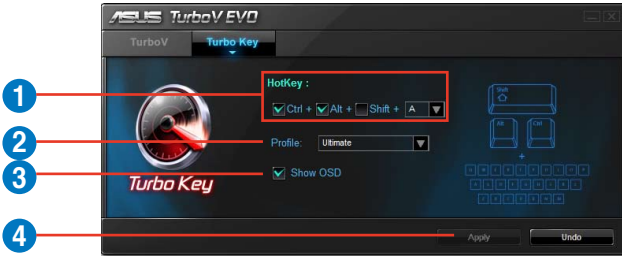 ASUS TurboV EVO
TurboV
Turbo Key
HotKey :
Ctrl + Alt + Shift + A
Profile: Ultimate
Show OSD
Turbo Key
Shift
Alt
Ctrl
+
Apply
Undo
1
2
3
4